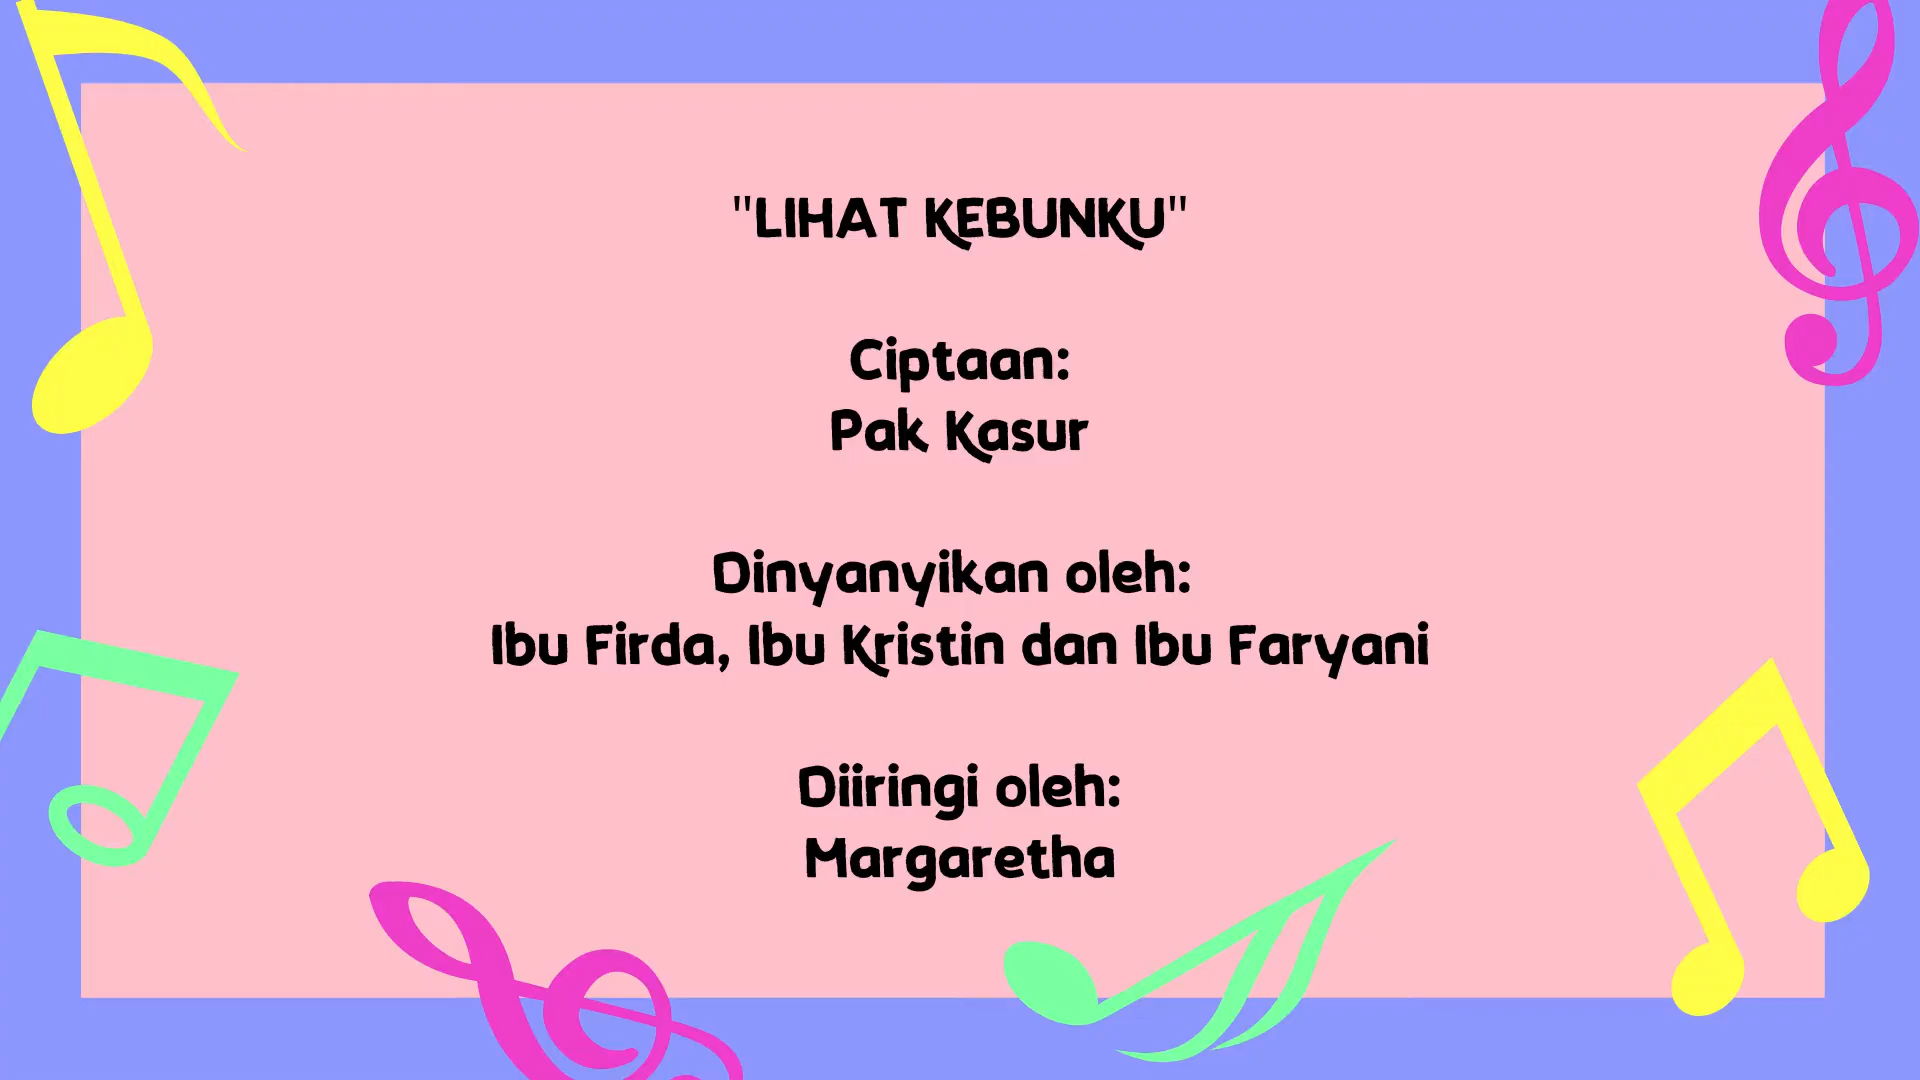 "LIHAT KEBUNKU"
Ciptaan:
Pak Kasur
Dinyanyikan oleh:
Ibu Firda, Ibu Kristin dan Ibu Faryani
Diiringi oleh:
Margaretha